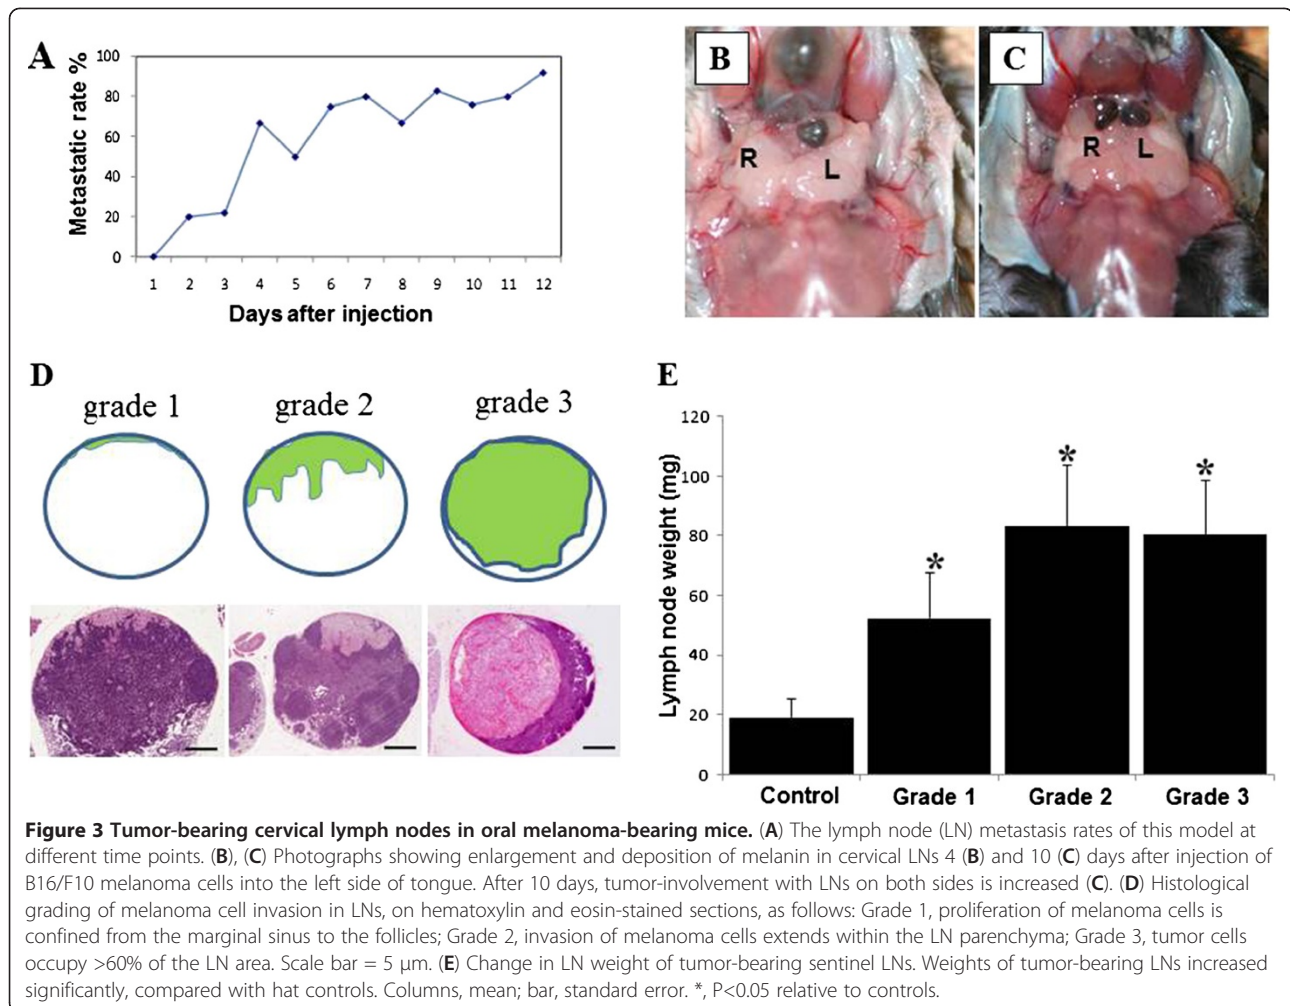 A
Metastatic rate %
100
80
60
40
20
0
1 2 3 4 5 6 7 8 9 10 11 12
Days after injection
B
R
L
C
R
L
D
grade 1
grade 2
grade 3
E
Lymph node weight (mg)
120
100
80
60
40
20
0
*
*
*
Control Grade 1 Grade 2 Grade 3
Figure 3 Tumor-bearing cervical lymph nodes in oral melanoma-bearing mice. (A) The lymph node (LN) metastasis rates of this model at
different time points. (B), (C) Photographs showing enlargement and deposition of melanin in cervical LNs 4 (B) and 10 (C) days after injection of
B16/F10 melanoma cells into the left side of tongue. After 10 days, tumor-involvement with LNs on both sides is increased (C). (D) Histological
grading of melanoma cell invasion in LNs, on hematoxylin and eosin-stained sections, as follows: Grade 1, proliferation of melanoma cells is
confined from the marginal sinus to the follicles; Grade 2, invasion of melanoma cells extends within the LN parenchyma; Grade 3, tumor cells
occupy >60% of the LN area. Scale bar = 5 μm. (E) Change in LN weight of tumor-bearing sentinel LNs. Weights of tumor-bearing LNs increased
significantly, compared with hat controls. Columns, mean; bar, standard error. *, P<0.05 relative to controls.